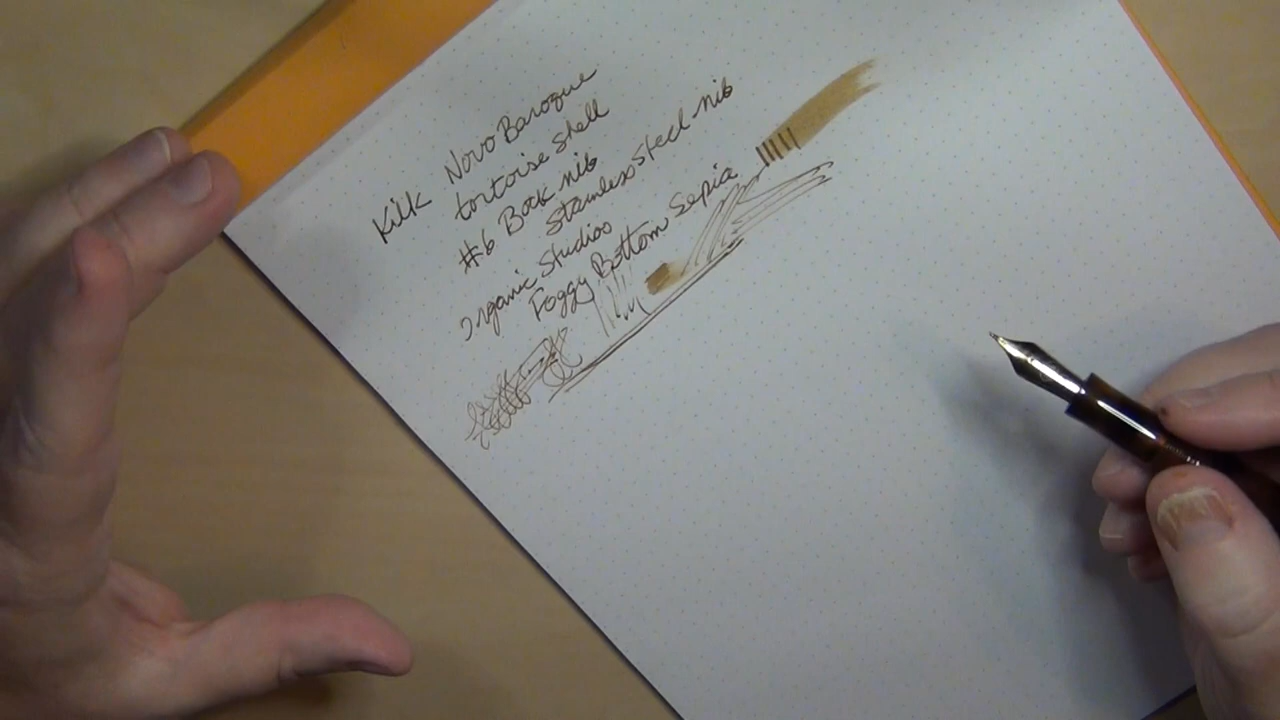 Kilk Novo Baroque
tortoise shell
#6 Bock nib
Stainless Steel nib
Organic Studios
Foggy Bottom Sepia